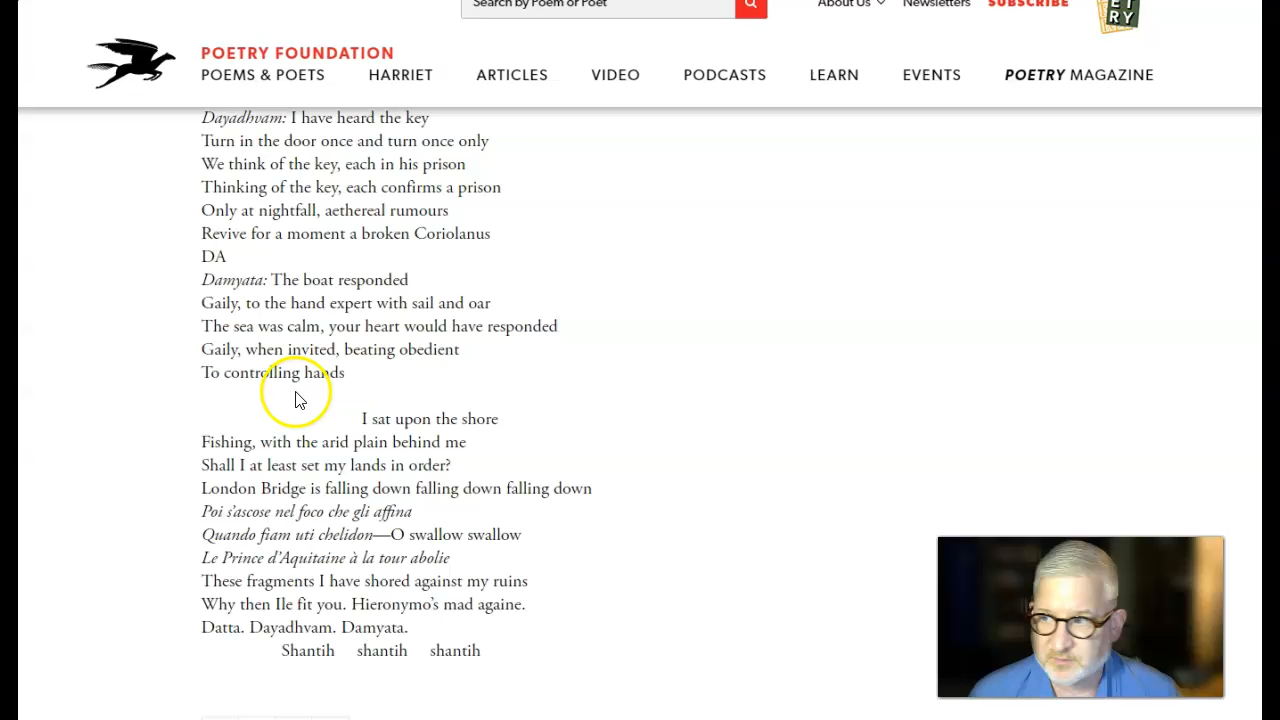 Search by Poem or Poet
About Us
Newsletters
SUBSCRIBE
ET
RY
POETRY FOUNDATION
POEMS & POETS
HARRIET
ARTICLES
VIDEO
PODCASTS
LEARN
EVENTS
POETRY MAGAZINE
Dayadhvam: I have heard the key
Turn in the door once and turn once only
We think of the key, each in his prison
Thinking of the key, each confirms a prison
Only at nightfall, aethereal rumours
Revive for a moment a broken Coriolanus
DA
Damyata: The boat responded
Gaily, to the hand expert with sail and oar
The sea was calm, your heart would have responded
Gaily, when invited, beating obedient
To controlling hands
I sat upon the shore
Fishing, with the arid plain behind me
Shall I at least set my lands in order?
London Bridge is falling down falling down falling down
Poi s’ascose nel foco che gli affina
Quando fiam uti chelidon—O swallow swallow
Le Prince d’Aquitaine à la tour abolie
These fragments I have shored against my ruins
Why then Ile fit you. Hieronymo’s mad againe.
Datta. Dayadhvam. Damyata.
Shantih shantih shantih